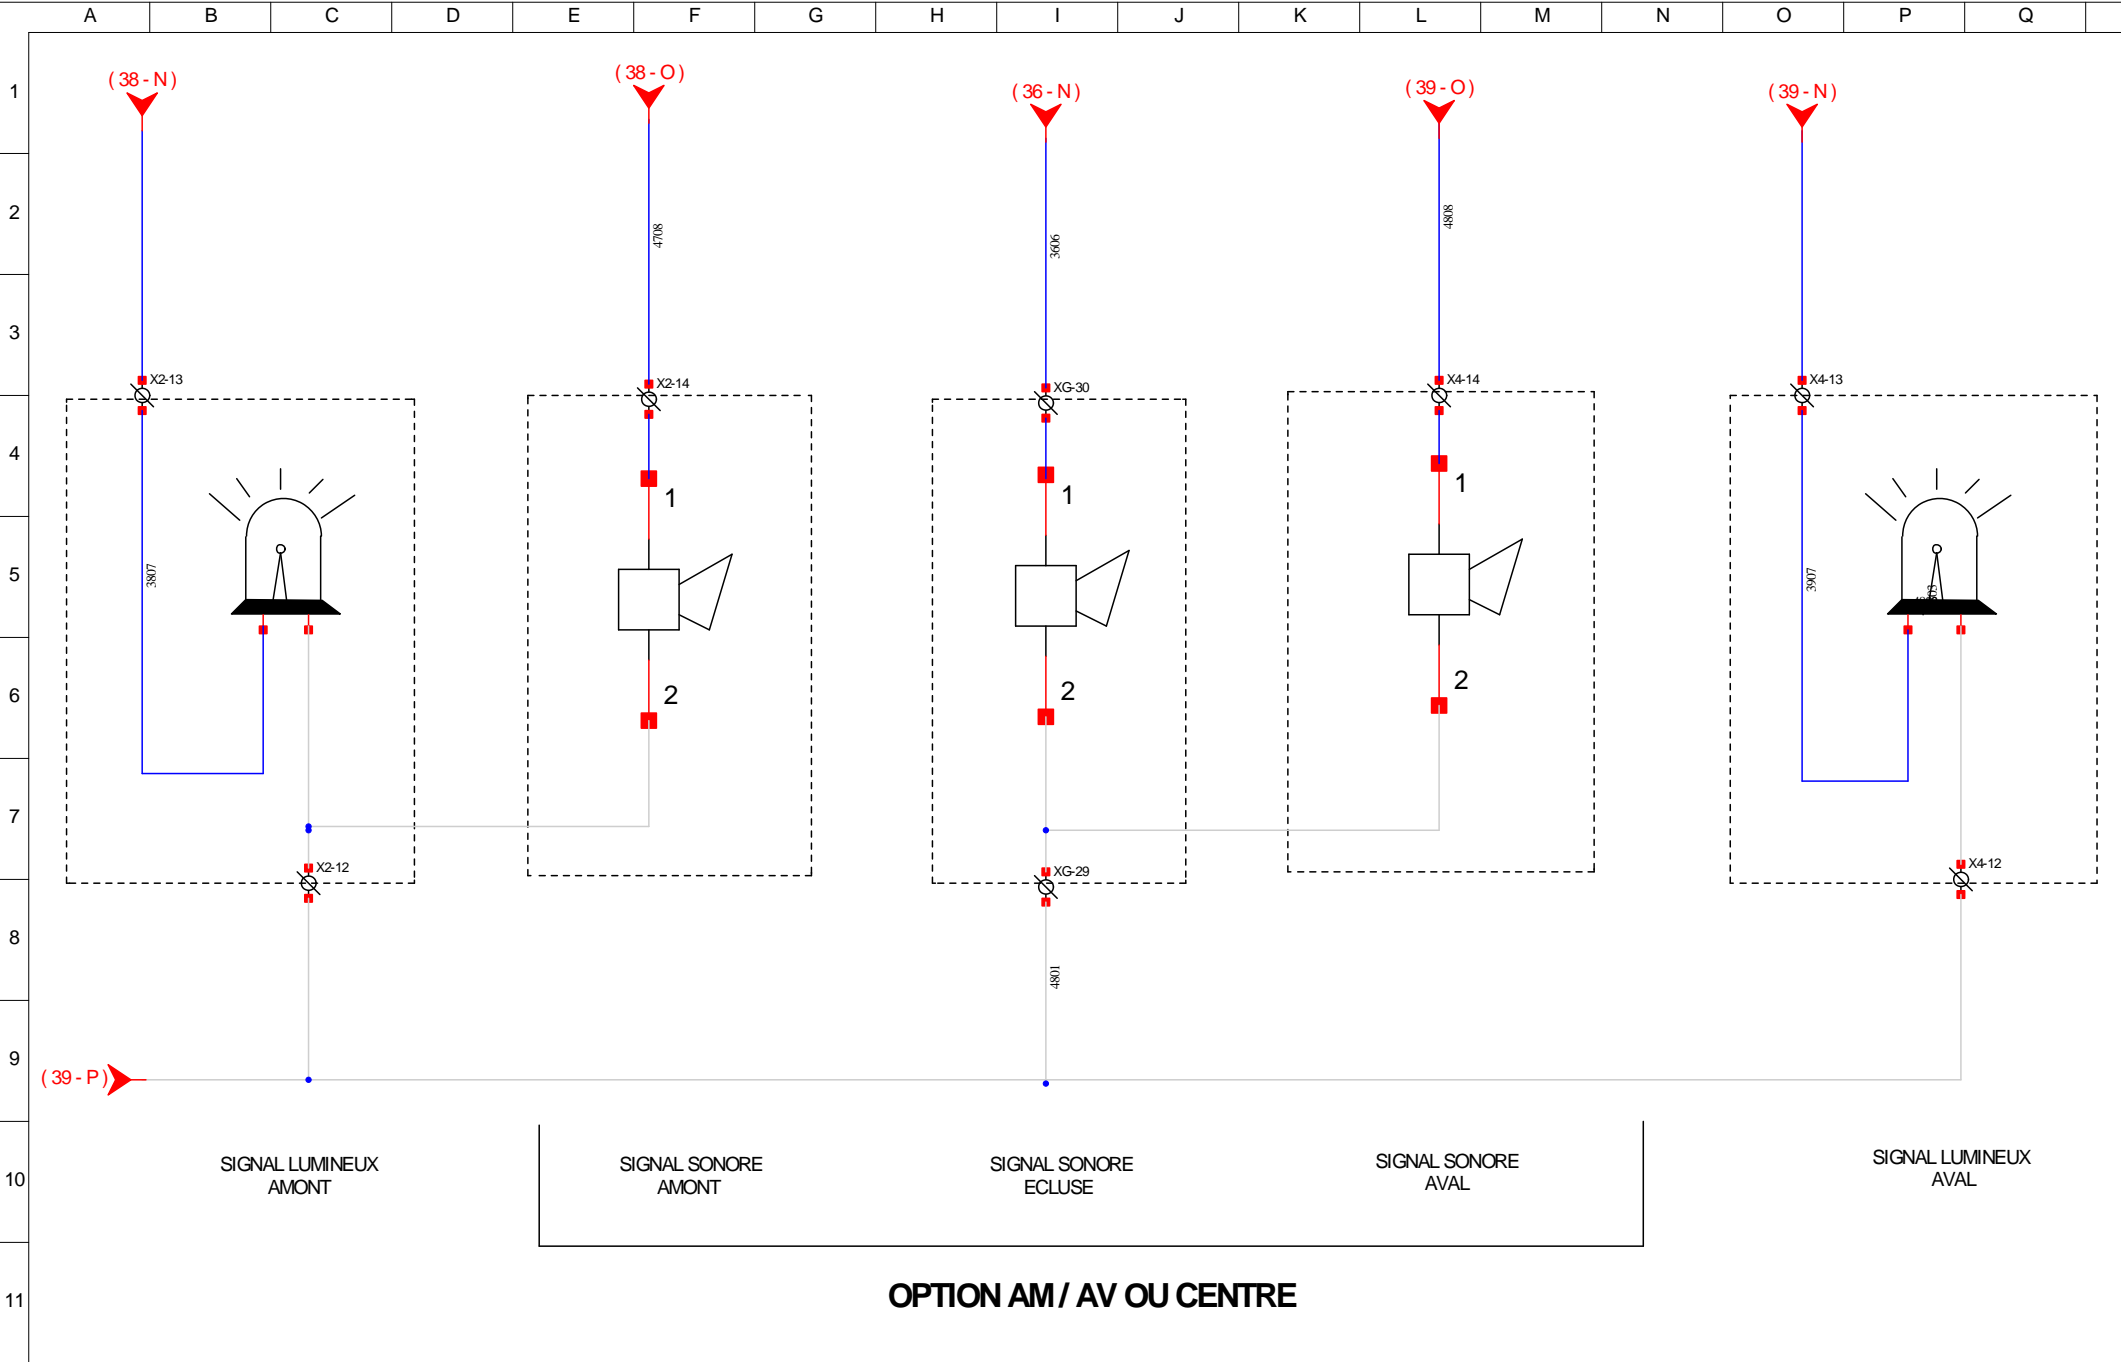 A B C D E F G H I J K L M N O P Q
1
2
3
4
5
6
7
8
9
10
11
(38-N)
(38-O)
(36-N)
(39-O)
(39-N)
4708
3606
4808
X2-13
X2-14
XG-30
X4-14
X4-13
1
1
1
3807
3907
2
2
2
X2-12
XG-29
X4-12
4801
(39-P)
SIGNAL LUMINEUX
AMONT
SIGNAL SONORE
AMONT
SIGNAL SONORE
ECLUSE
SIGNAL SONORE
AVAL
SIGNAL LUMINEUX
AVAL
OPTION AM / AV OU CENTRE